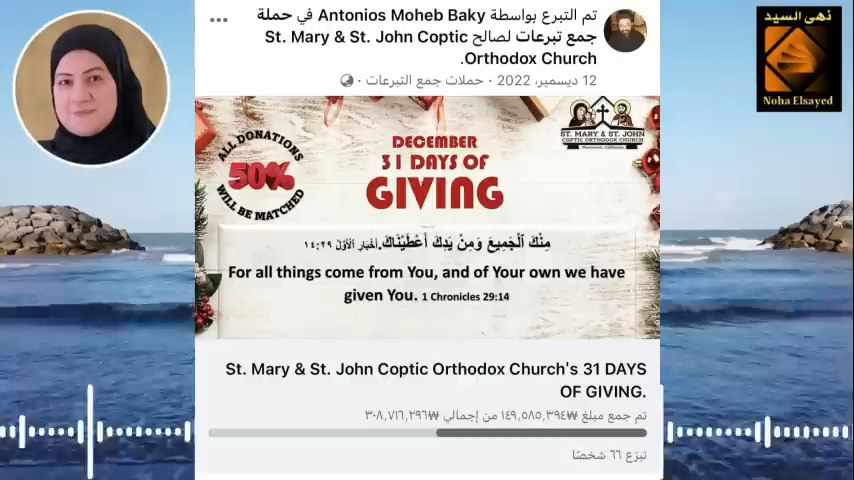 تم التبرع بواسطة Antonios Moheb Baky في حملة
جمع تبرعات لصالح St. Mary & St. John Coptic
Orthodox Church.
12 ديسمبر، 2022 · حملات جمع التبرعات ·
نهى السيد
Noha Elsayed
ALL DONATIONS
50%
WILL BE MATCHED
DECEMBER
31 DAYS OF
GIVING
ST. MARY & ST. JOHN
COPTIC ORTHODOX CHURCH
مِنْكَ الْجَمِيعَ وَمِنْ يَدِكَ أَعْطَيْنَاكَ. أخْبَارِ الأَوَّلُ ١٤:٢٩
For all things come from You, and of Your own we have
given You. 1 Chronicles 29:14
St. Mary & St. John Coptic Orthodox Church's 31 DAYS
OF GIVING.
تم جمع مبلغ ₩١٤٩,٥٨٥,٣٩٤ من إجمالي ₩٣٠٨,٧١٦,٢٩٦
تبرّع ٦٦ شخصًا